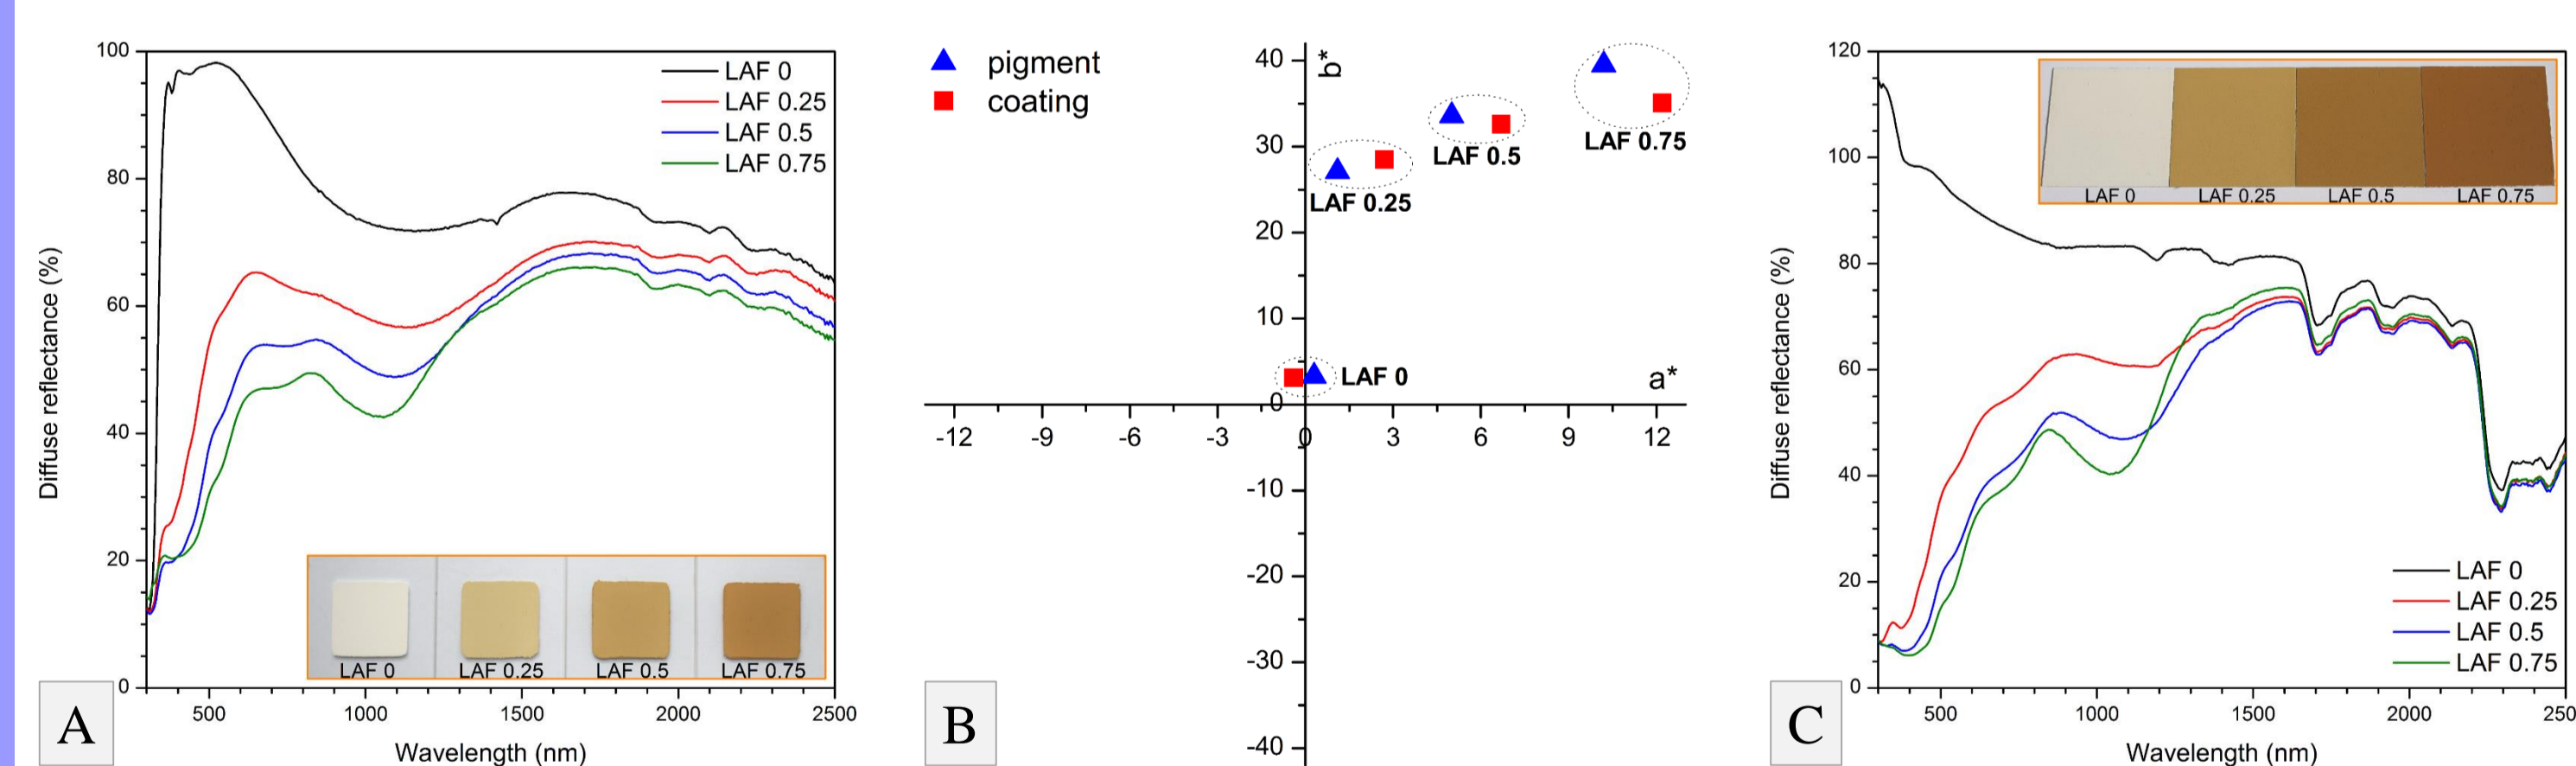 100
80
60
40
20
0
Diffuse reflectance (%)
LAF 0
LAF 0.25
LAF 0.5
LAF 0.75
LAF 0 LAF 0.25 LAF 0.5 LAF 0.75
500 1000 1500 2000 2500
Wavelength (nm)
A
pigment
coating
b*
a*
40
30
20
10
0
-10
-20
-30
-40
-12 -9 -6 -3 0 3 6 9 12
LAF 0.75
LAF 0.5
LAF 0.25
LAF 0
B
120
100
80
60
40
20
0
Diffuse reflectance (%)
LAF 0 LAF 0.25 LAF 0.5 LAF 0.75
LAF 0
LAF 0.25
LAF 0.5
LAF 0.75
500 1000 1500 2000 250
Wavelength (nm)
C